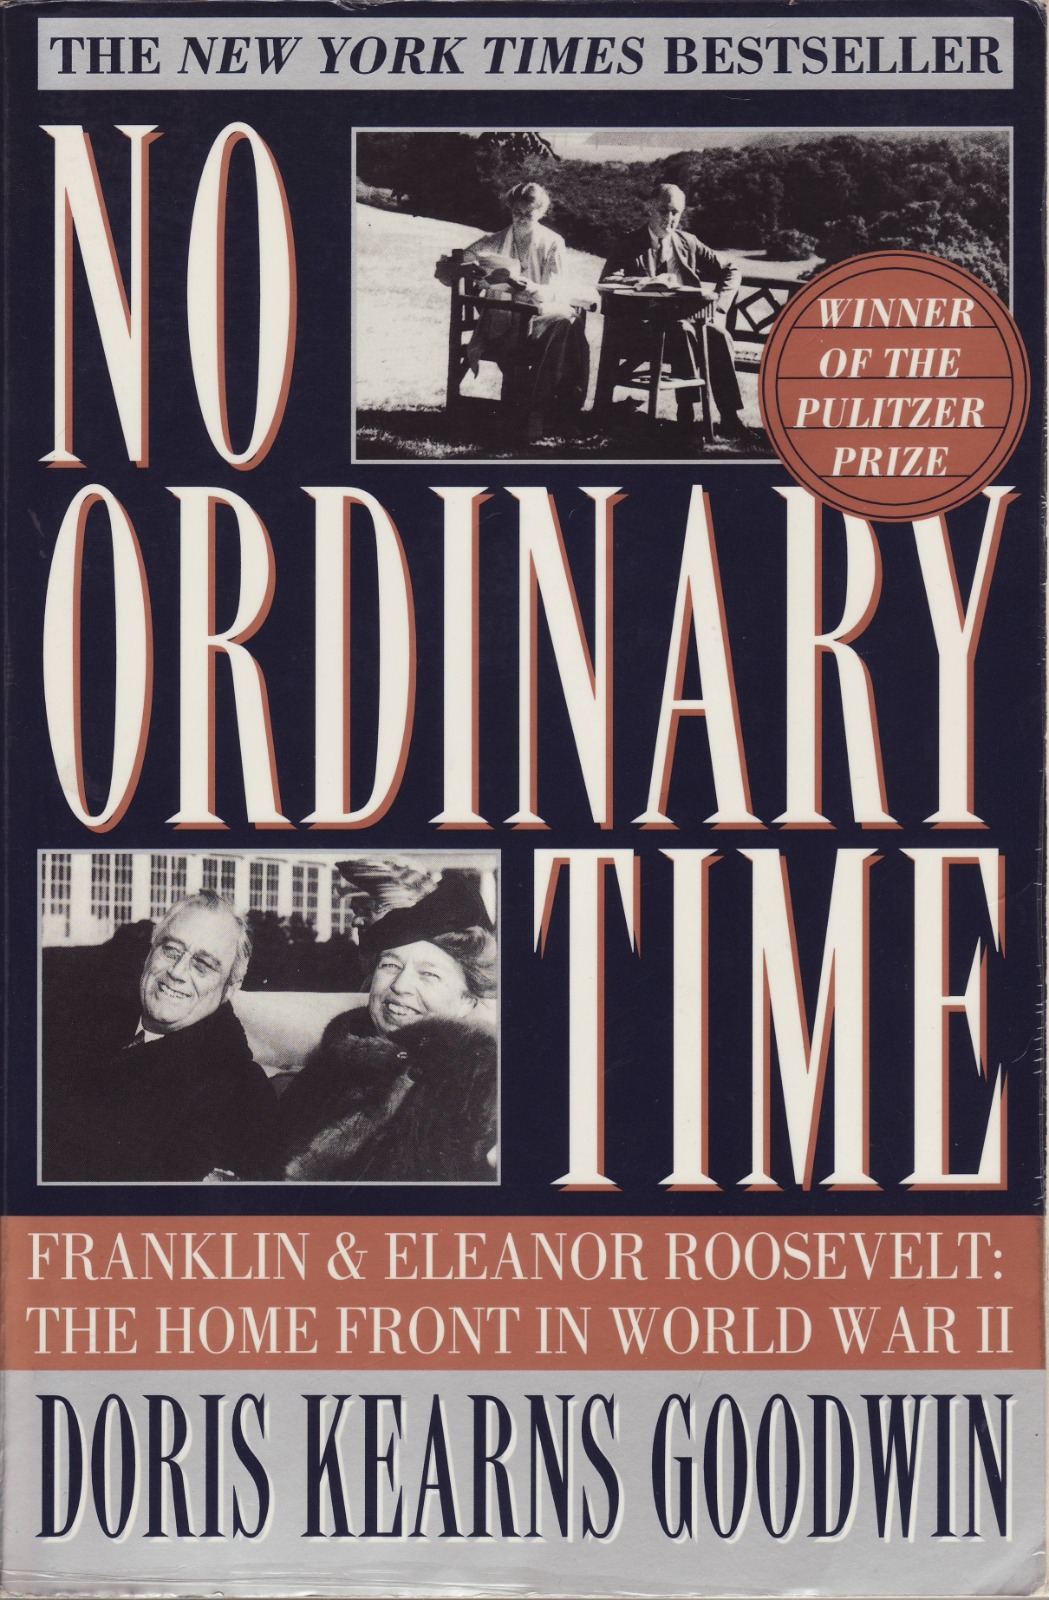 THE NEW YORK TIMES BESTSELLER
NO
WINNER
OF THE
PULITZER
PRIZE
ORDINARY
TIME
FRANKLIN & ELEANOR ROOSEVELT:
THE HOME FRONT IN WORLD WAR II
DORIS KEARNS GOODWIN